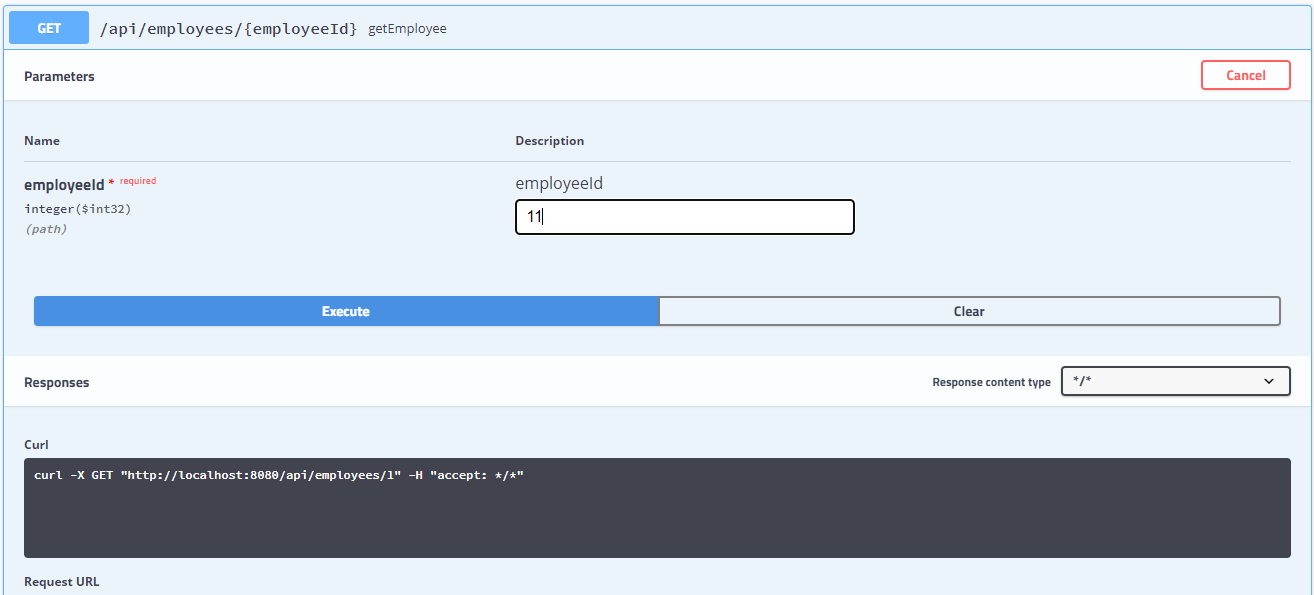 GET /api/employees/{employeeId} getEmployee
Parameters Cancel
Name Description
employeeId * required employeeId
integer($int32) 11
(path)
Execute Clear
Responses Response content type */*
Curl
curl -X GET "http://localhost:8080/api/employees/1" -H "accept: */*"
Request URL